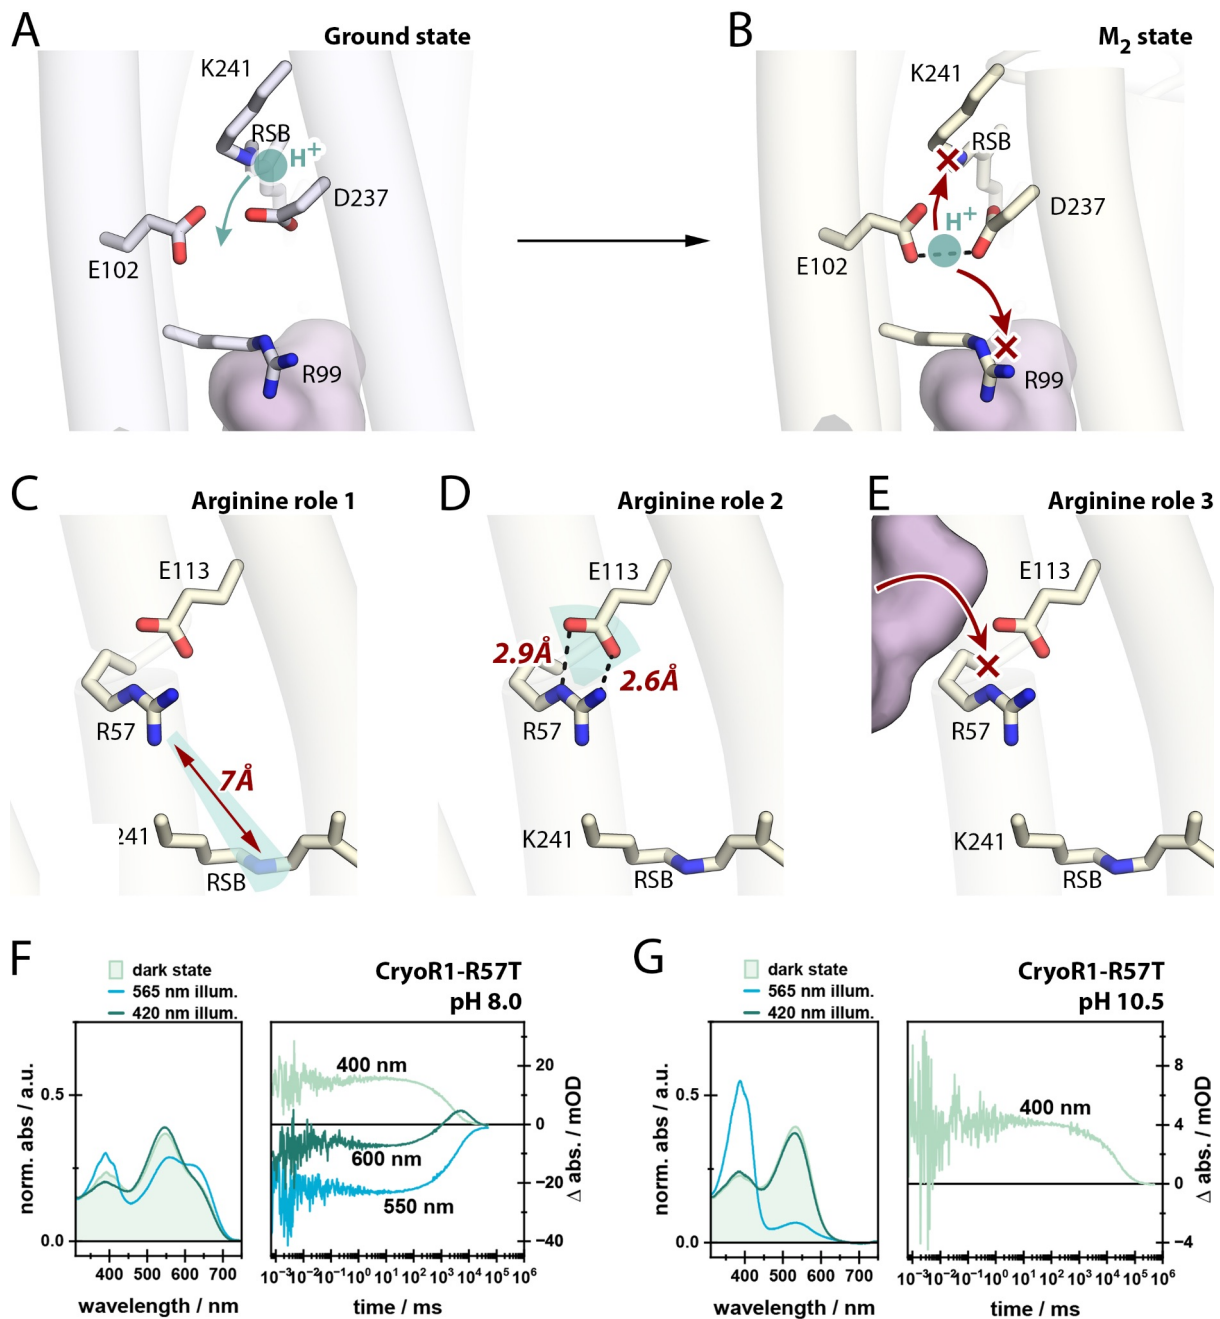 A
Ground state
K241
RSB
H+
D237
E102
R99
B
M2 state
K241
RSB
D237
H+
E102
R99
C
Arginine role 1
E113
R57
7Å
241
RSB
D
Arginine role 2
E113
2.9Å
2.6Å
R57
K241
RSB
E
Arginine role 3
E113
R57
K241
RSB
F
dark state
565 nm illum.
420 nm illum.
CryoR1-R57T
pH 8.0
norm. abs / a.u.
0.5
0.0
400 500 600 700
wavelength / nm
400 nm
600 nm
550 nm
20
0
−20
−40
Δ abs. / mOD
10⁻³ 10⁻² 10⁻¹ 10⁰ 10¹ 10² 10³ 10⁴ 10⁵ 10⁶
time / ms
G
dark state
565 nm illum.
420 nm illum.
CryoR1-R57T
pH 10.5
norm. abs / a.u.
0.5
0.0
400 500 600 700
wavelength / nm
400 nm
8
4
0
−4
Δ abs. / mOD
10⁻³ 10⁻² 10⁻¹ 10⁰ 10¹ 10² 10³ 10⁴ 10⁵ 10⁶
time / ms